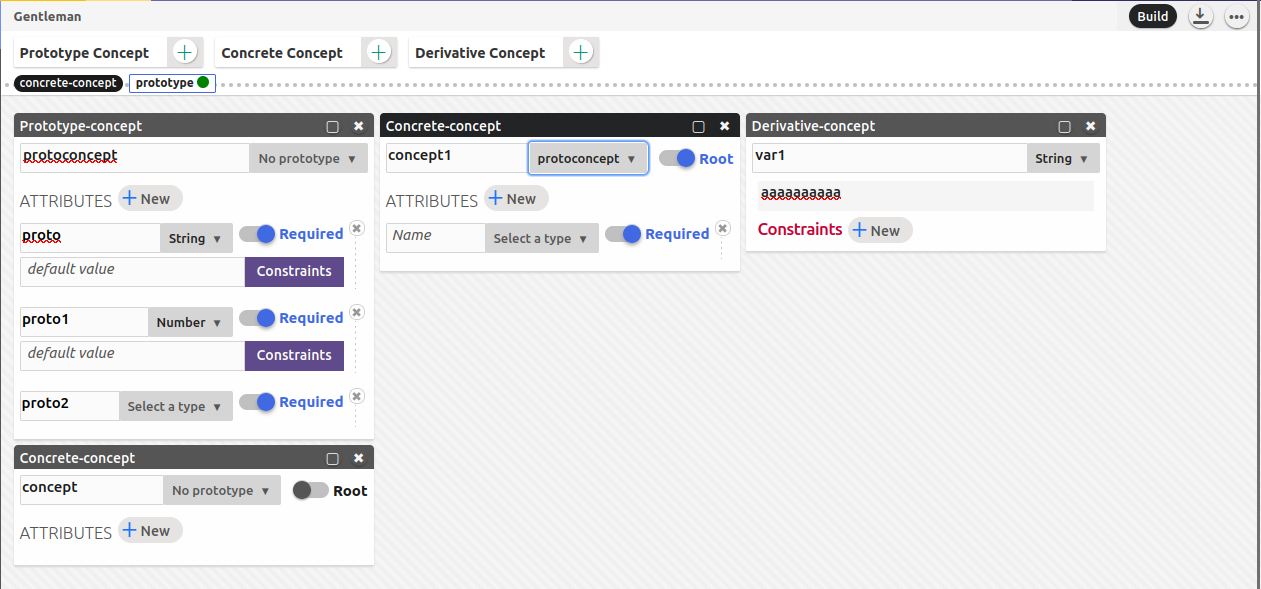 Gentleman
Build
Prototype Concept
Concrete Concept
Derivative Concept
concrete-concept
prototype
Prototype-concept
protoconcept
No prototype
ATTRIBUTES
New
proto
String
Required
default value
Constraints
proto1
Number
Required
default value
Constraints
proto2
Select a type
Required
Concrete-concept
concept
No prototype
Root
ATTRIBUTES
New
Concrete-concept
concept1
protoconcept
Root
ATTRIBUTES
New
Name
Select a type
Required
Derivative-concept
var1
String
aaaaaaaaaa
Constraints
New